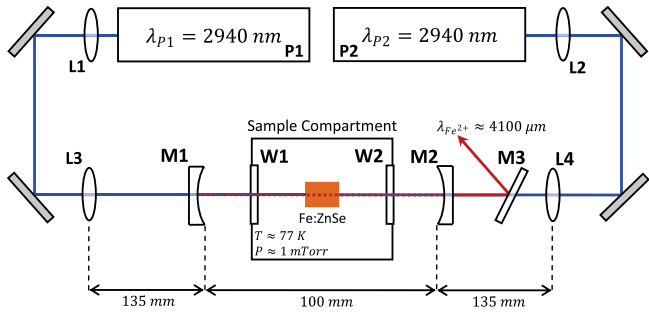 λP1 = 2940 nm P1
P2 λP2 = 2940 nm
L1
L2
Sample Compartment
λFe2+ ≈ 4100 μm
L3
M1
W1
W2
M2
M3
L4
Fe:ZnSe
T ≈ 77 K
P ≈ 1 mTorr
135 mm
100 mm
135 mm